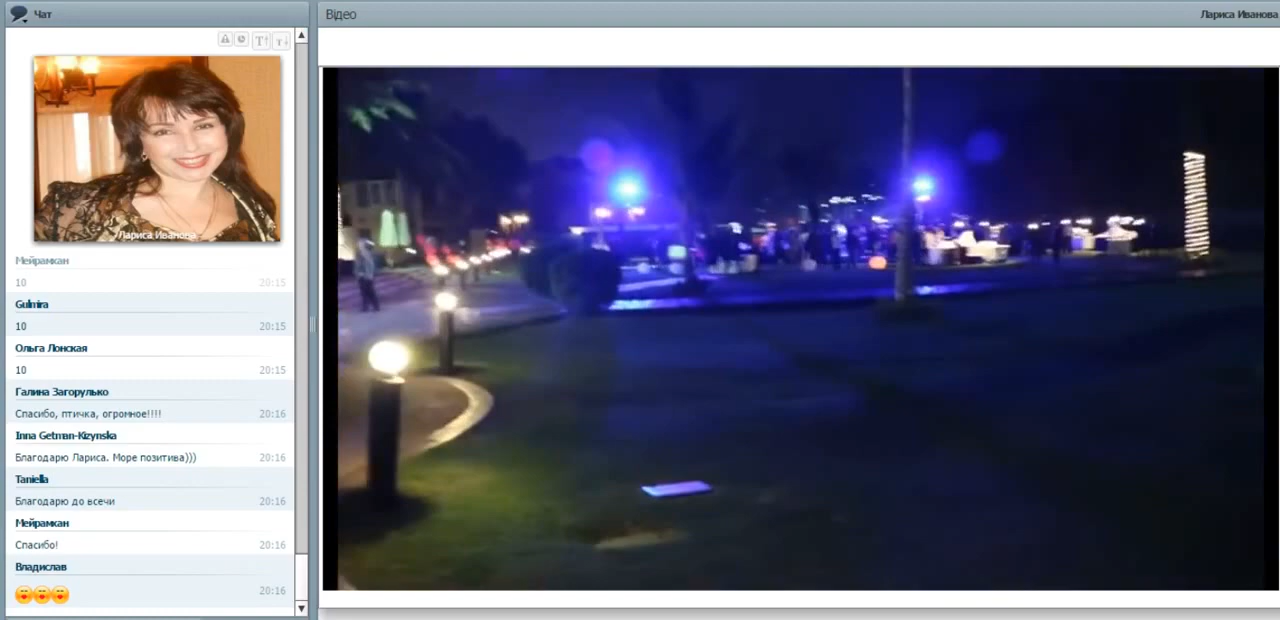 Чат
Відео
Лариса Иванова
Лариса Иванова
Мейрамкан
10
20:15
Gulmira
10
20:15
Ольга Лонская
10
20:15
Галина Загорулько
Спасибо, птичка, огромное!!!!
20:16
Inna Getman-Kizynska
Благодарю Лариса. Море позитива)))
20:16
Taniella
Благодарю до всечи
20:16
Мейрамкан
Спасибо!
20:16
Владислав
20:16